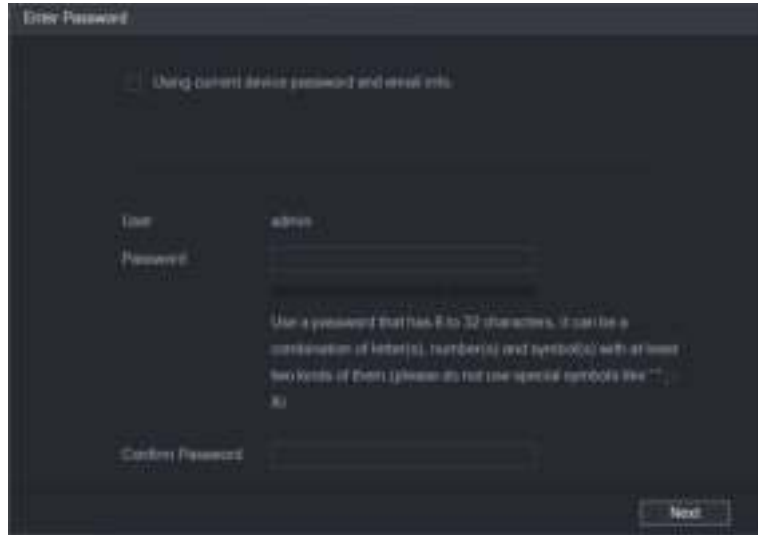 Enter Password
Using current device password and email info.
User admin
Password
Use a password that has 8 to 32 characters, it can be a
combination of letter(s), number(s) and symbol(s) with at least
two kinds of them.(please do not use special symbols like
Confirm Password
Next